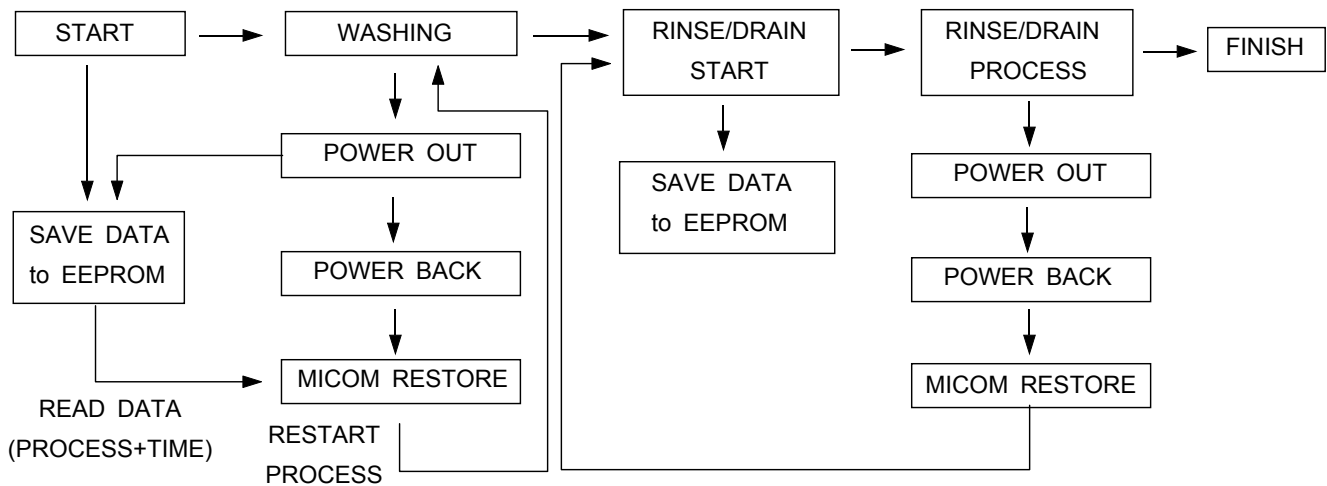 START
WASHING
RINSE/DRAIN
START
RINSE/DRAIN
PROCESS
FINISH
POWER OUT
POWER OUT
SAVE DATA
to EEPROM
SAVE DATA
to EEPROM
POWER BACK
POWER BACK
MICOM RESTORE
MICOM RESTORE
READ DATA
(PROCESS+TIME)
RESTART
PROCESS